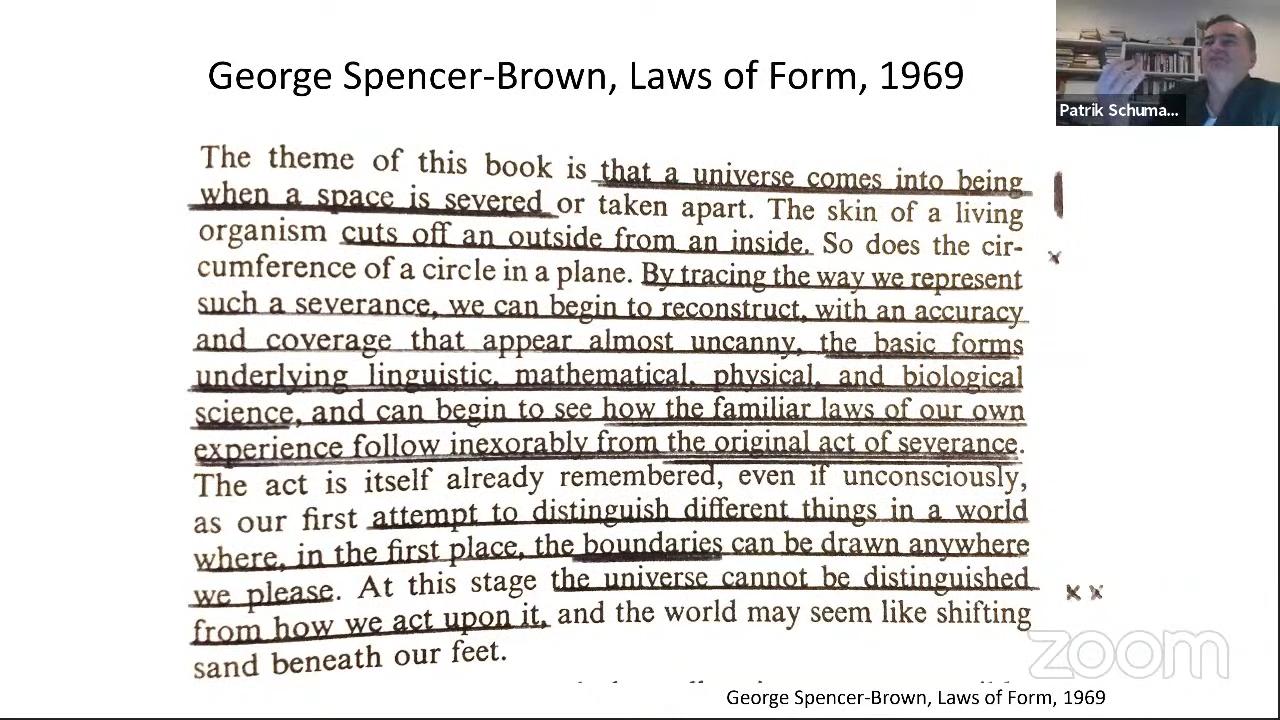 George Spencer-Brown, Laws of Form, 1969
Patrik Schuma...
The theme of this book is that a universe comes into being
when a space is severed or taken apart. The skin of a living
organism cuts off an outside from an inside. So does the cir-
cumference of a circle in a plane. By tracing the way we represent
such a severance, we can begin to reconstruct, with an accuracy
and coverage that appear almost uncanny, the basic forms
underlying linguistic, mathematical, physical, and biological
science, and can begin to see how the familiar laws of our own
experience follow inexorably from the original act of severance.
The act is itself already remembered, even if unconsciously,
as our first attempt to distinguish different things in a world
where, in the first place, the boundaries can be drawn anywhere
we please. At this stage the universe cannot be distinguished
from how we act upon it, and the world may seem like shifting
sand beneath our feet.
zoom
George Spencer-Brown, Laws of Form, 1969